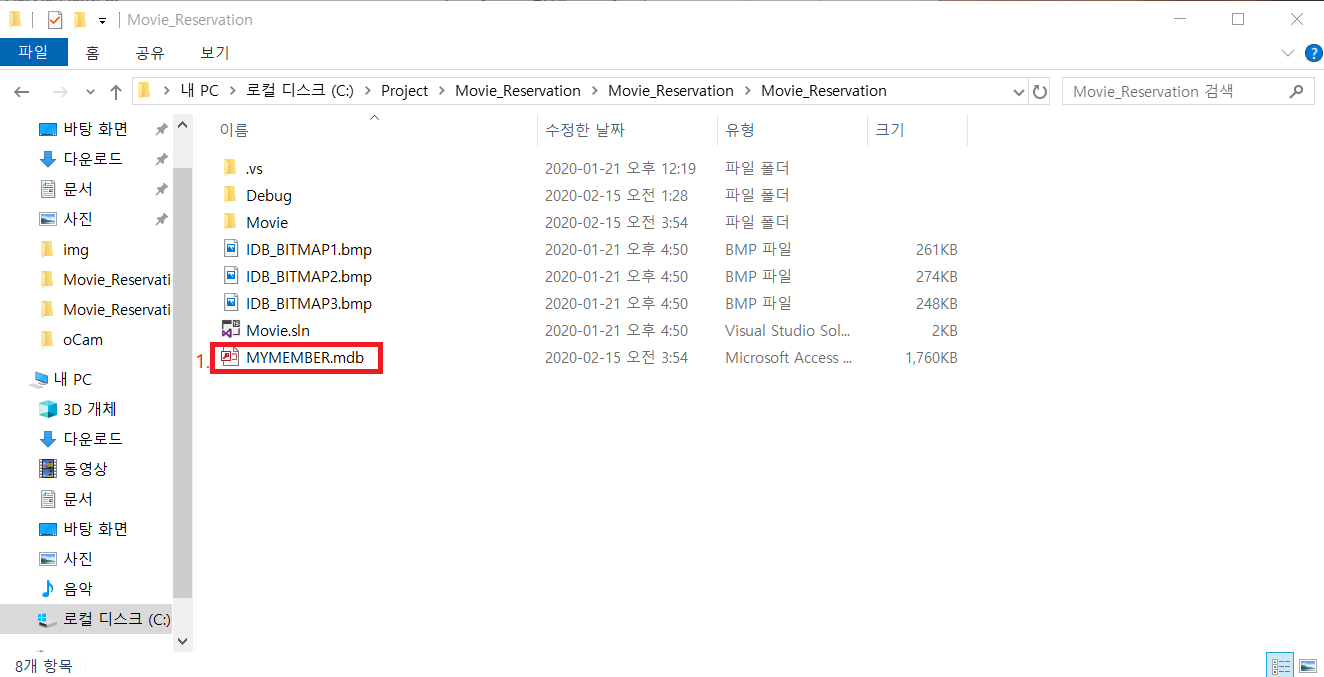 Movie_Reservation
파일 홈 공유 보기
내 PC 로컬 디스크 (C:) Project Movie_Reservation Movie_Reservation Movie_Reservation
Movie_Reservation 검색
바탕 화면
다운로드
문서
사진
img
Movie_Reservati
Movie_Reservati
oCam
내 PC
3D 개체
다운로드
동영상
문서
바탕 화면
사진
음악
로컬 디스크 (C:)
이름 수정한 날짜 유형 크기
.vs 2020-01-21 오후 12:19 파일 폴더
Debug 2020-02-15 오전 1:28 파일 폴더
Movie 2020-02-15 오전 3:54 파일 폴더
IDB_BITMAP1.bmp 2020-01-21 오후 4:50 BMP 파일 261KB
IDB_BITMAP2.bmp 2020-01-21 오후 4:50 BMP 파일 274KB
IDB_BITMAP3.bmp 2020-01-21 오후 4:50 BMP 파일 248KB
Movie.sln 2020-01-21 오후 4:50 Visual Studio Sol... 2KB
1. MYMEMBER.mdb 2020-02-15 오전 3:54 Microsoft Access ... 1,760KB
8개 항목